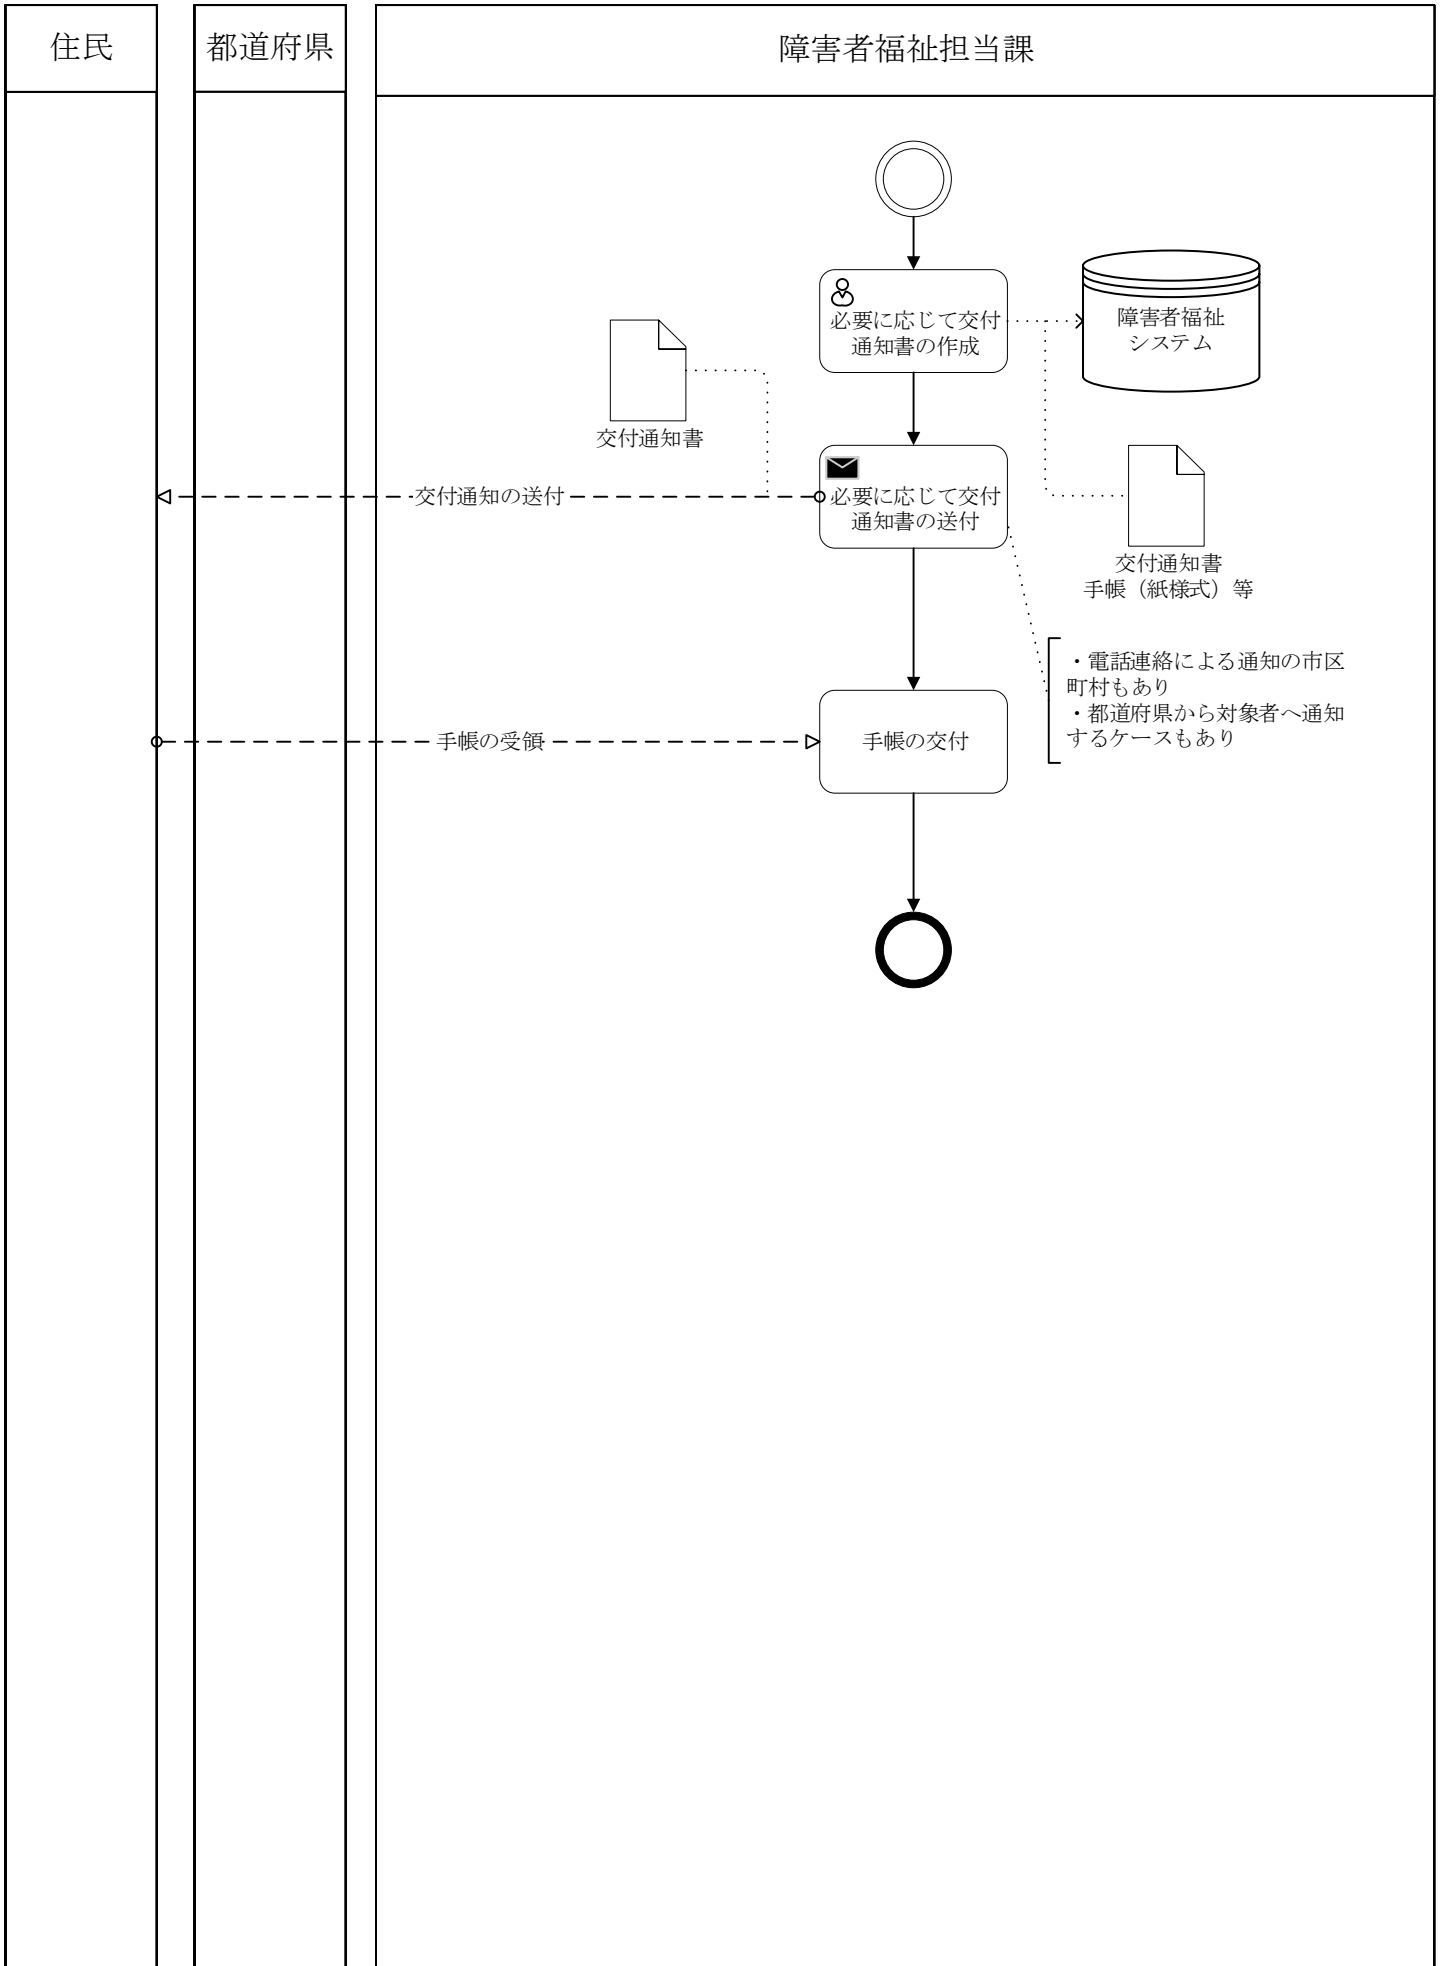 住民
都道府県
障害者福祉担当課
必要に応じて交付
通知書の作成
障害者福祉
システム
交付通知書
交付通知の送付
必要に応じて交付
通知書の送付
交付通知書
手帳（紙様式）等
・電話連絡による通知の市区
町村もあり
・都道府県から対象者へ通知
するケースもあり
手帳の受領
手帳の交付